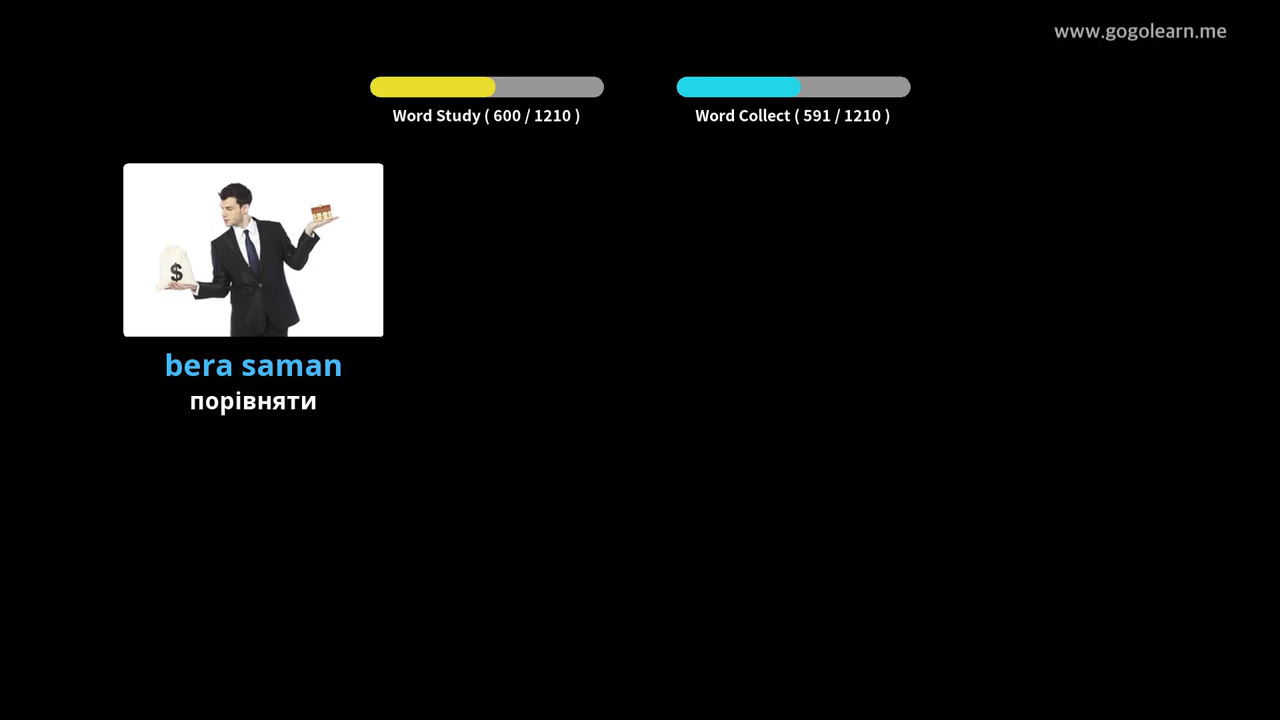 www.gogolearn.me
Word Study ( 600 / 1210 )
Word Collect ( 591 / 1210 )
$
bera saman
порівняти